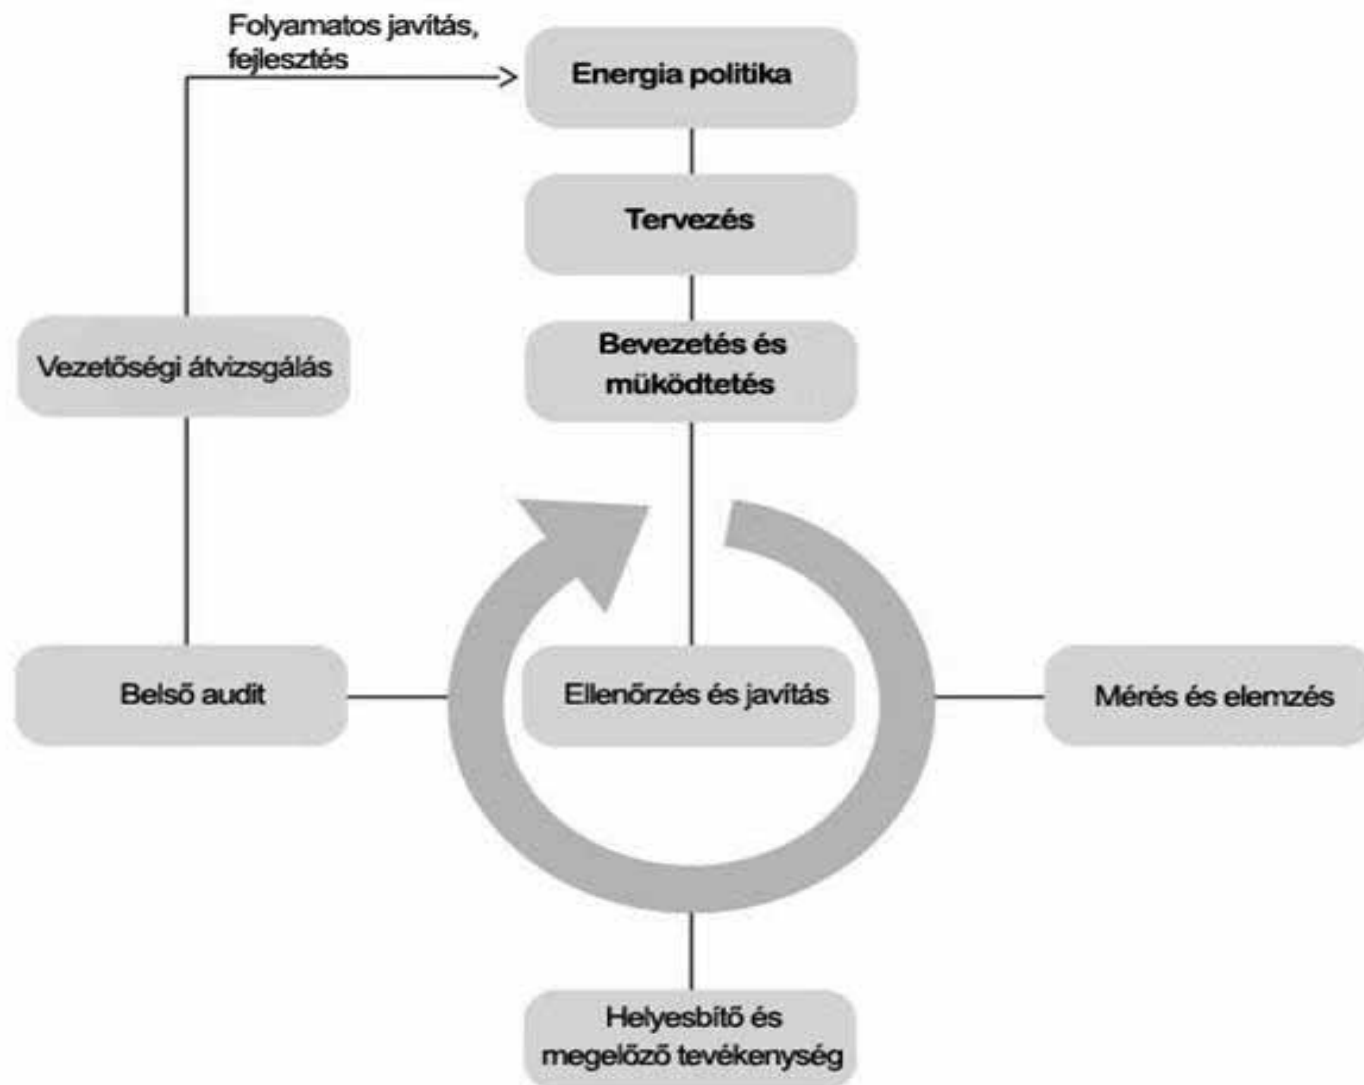 Folyamatos javítás,
fejlesztés
Energia politika
Tervezés
Bevezetés és
müködtetés
Vezetőségi átvizsgálás
Belső audit
Ellenőrzés és javítás
Mérés és elemzés
Helyesbítő és
megelőző tevékenység